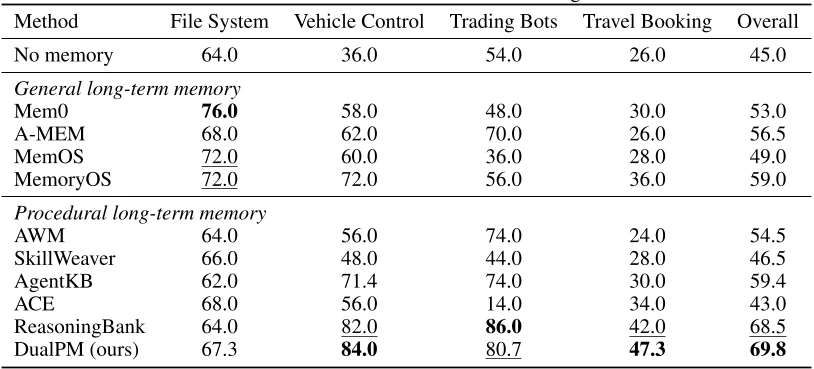 Method File System Vehicle Control Trading Bots Travel Booking Overall
No memory 64.0 36.0 54.0 26.0 45.0
General long-term memory
Mem0 76.0 58.0 48.0 30.0 53.0
A-MEM 68.0 62.0 70.0 26.0 56.5
MemOS 72.0 60.0 36.0 28.0 49.0
MemoryOS 72.0 72.0 56.0 36.0 59.0
Procedural long-term memory
AWM 64.0 56.0 74.0 24.0 54.5
SkillWeaver 66.0 48.0 44.0 28.0 46.5
AgentKB 62.0 71.4 74.0 30.0 59.4
ACE 68.0 56.0 14.0 34.0 43.0
ReasoningBank 64.0 82.0 86.0 42.0 68.5
DualPM (ours) 67.3 84.0 80.7 47.3 69.8